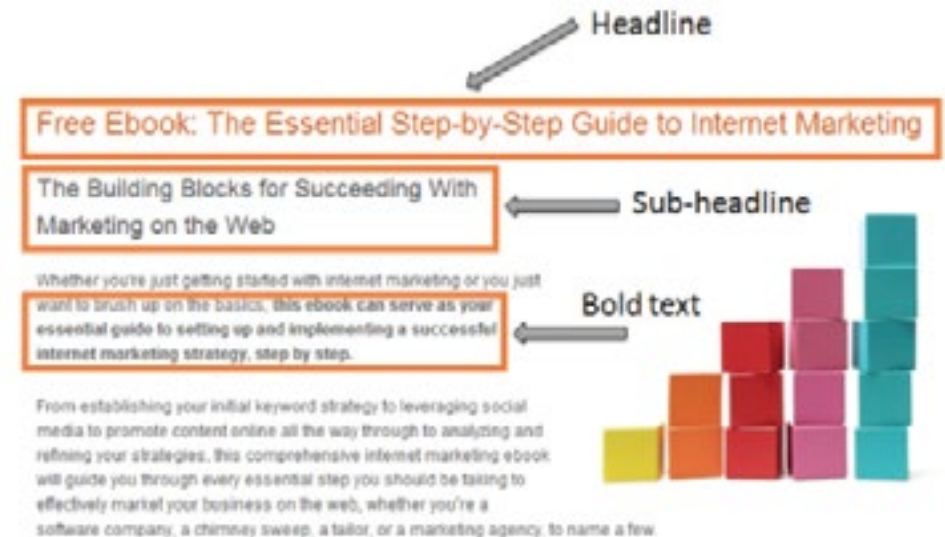 Headline
Free Ebook: The Essential Step-by-Step Guide to Internet Marketing
The Building Blocks for Succeeding With
Marketing on the Web
Sub-headline
Whether you're just getting started with internet marketing or you just
want to brush up on the basics, this ebook can serve as your
essential guide to setting up and implementing a successful
internet marketing strategy, step by step.
Bold text
From establishing your initial keyword strategy to leveraging social
media to promote content online all the way through to analyzing and
refining your strategies, this comprehensive internet marketing ebook
will guide you through every essential step you should be taking to
effectively market your business on the web, whether you're a
software company, a chimney sweep, a tailor, or a marketing agency, to name a few.